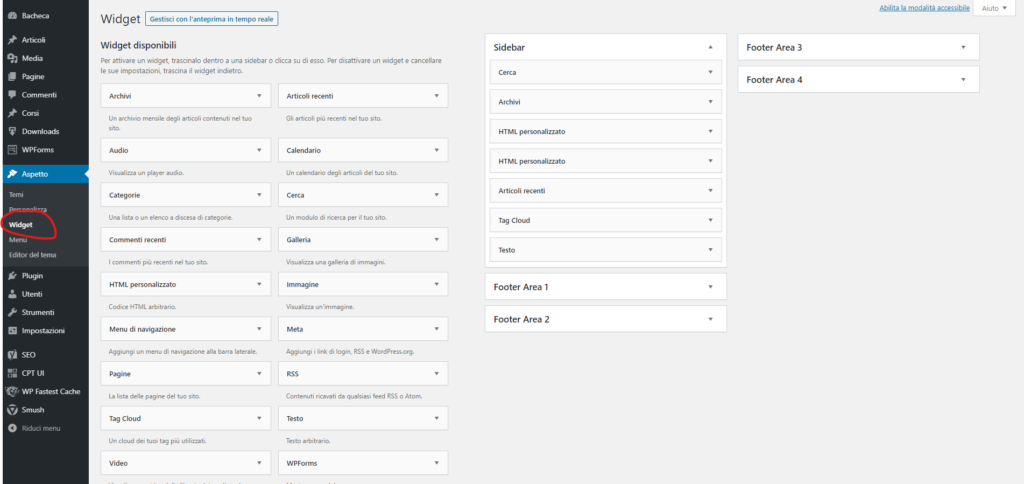 Bacheca
Articoli
Media
Pagine
Commenti
Corsi
Downloads
WPForms
Aspetto
Temi
Personalizza
Widget
Menu
Editor del tema
Plugin
Utenti
Strumenti
Impostazioni
SEO
CPT UI
WP Fastest Cache
Smush
Riduci menu
Abilita la modalità accessibile
Aiuto
Widget
Gestisci con l'anteprima in tempo reale
Widget disponibili
Per attivare un widget, trascinalo dentro a una sidebar o clicca su di esso. Per disattivare un widget e cancellare
le sue impostazioni, trascina il widget indietro.
Archivi
Un archivio mensile degli articoli contenuti nel tuo
sito.
Articoli recenti
Gli articoli più recenti nel tuo sito.
Audio
Visualizza un player audio.
Calendario
Un calendario degli articoli del tuo sito.
Categorie
Una lista o un elenco a discesa di categorie.
Cerca
Un modulo di ricerca per il tuo sito.
Commenti recenti
I commenti più recenti nel tuo sito.
Galleria
Visualizza una galleria di immagini.
HTML personalizzato
Codice HTML arbitrario.
Immagine
Visualizza un'immagine.
Menu di navigazione
Aggiungi un menu di navigazione alla barra laterale.
Meta
Aggiungi i link di login, RSS e WordPress.org.
Pagine
La lista delle pagine del tuo sito.
RSS
Contenuti ricavati da qualsiasi feed RSS o Atom.
Tag Cloud
Un cloud dei tuoi tag più utilizzati.
Testo
Testo arbitrario.
Video
WPForms
Sidebar
Cerca
Archivi
HTML personalizzato
HTML personalizzato
Articoli recenti
Tag Cloud
Testo
Footer Area 1
Footer Area 2
Footer Area 3
Footer Area 4